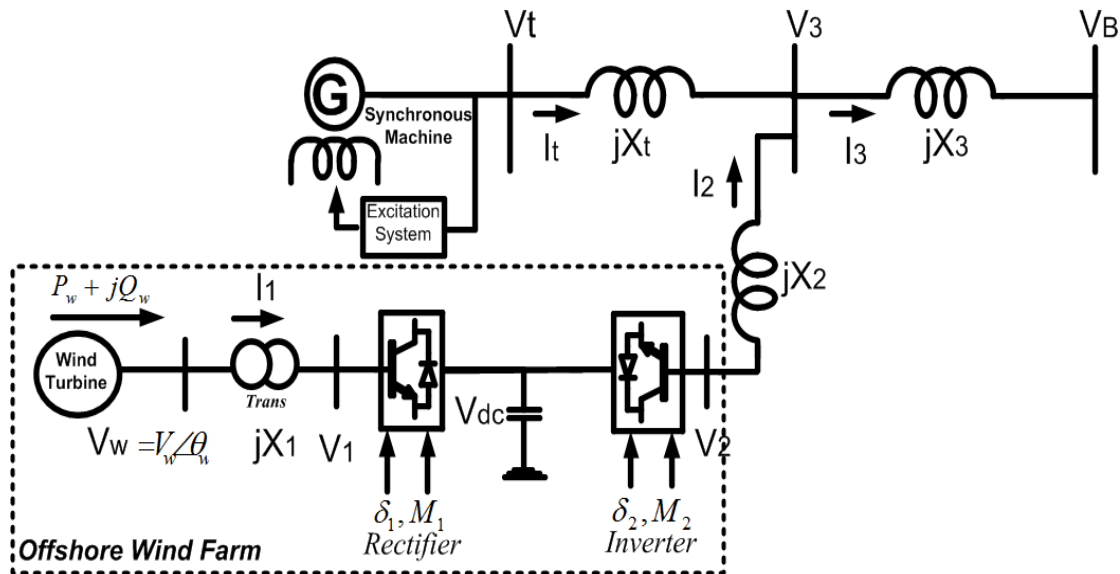 Vt
V3
VB
G
Synchronous
Machine
It
jXt
I3
jX3
I2
Excitation
System
jX2
Pw + jQw
I1
Wind
Turbine
Trans
Vdc
Vw =Vw∠θw
jX1
V1
V2
δ1, M1
δ2, M2
Rectifier
Inverter
Offshore Wind Farm